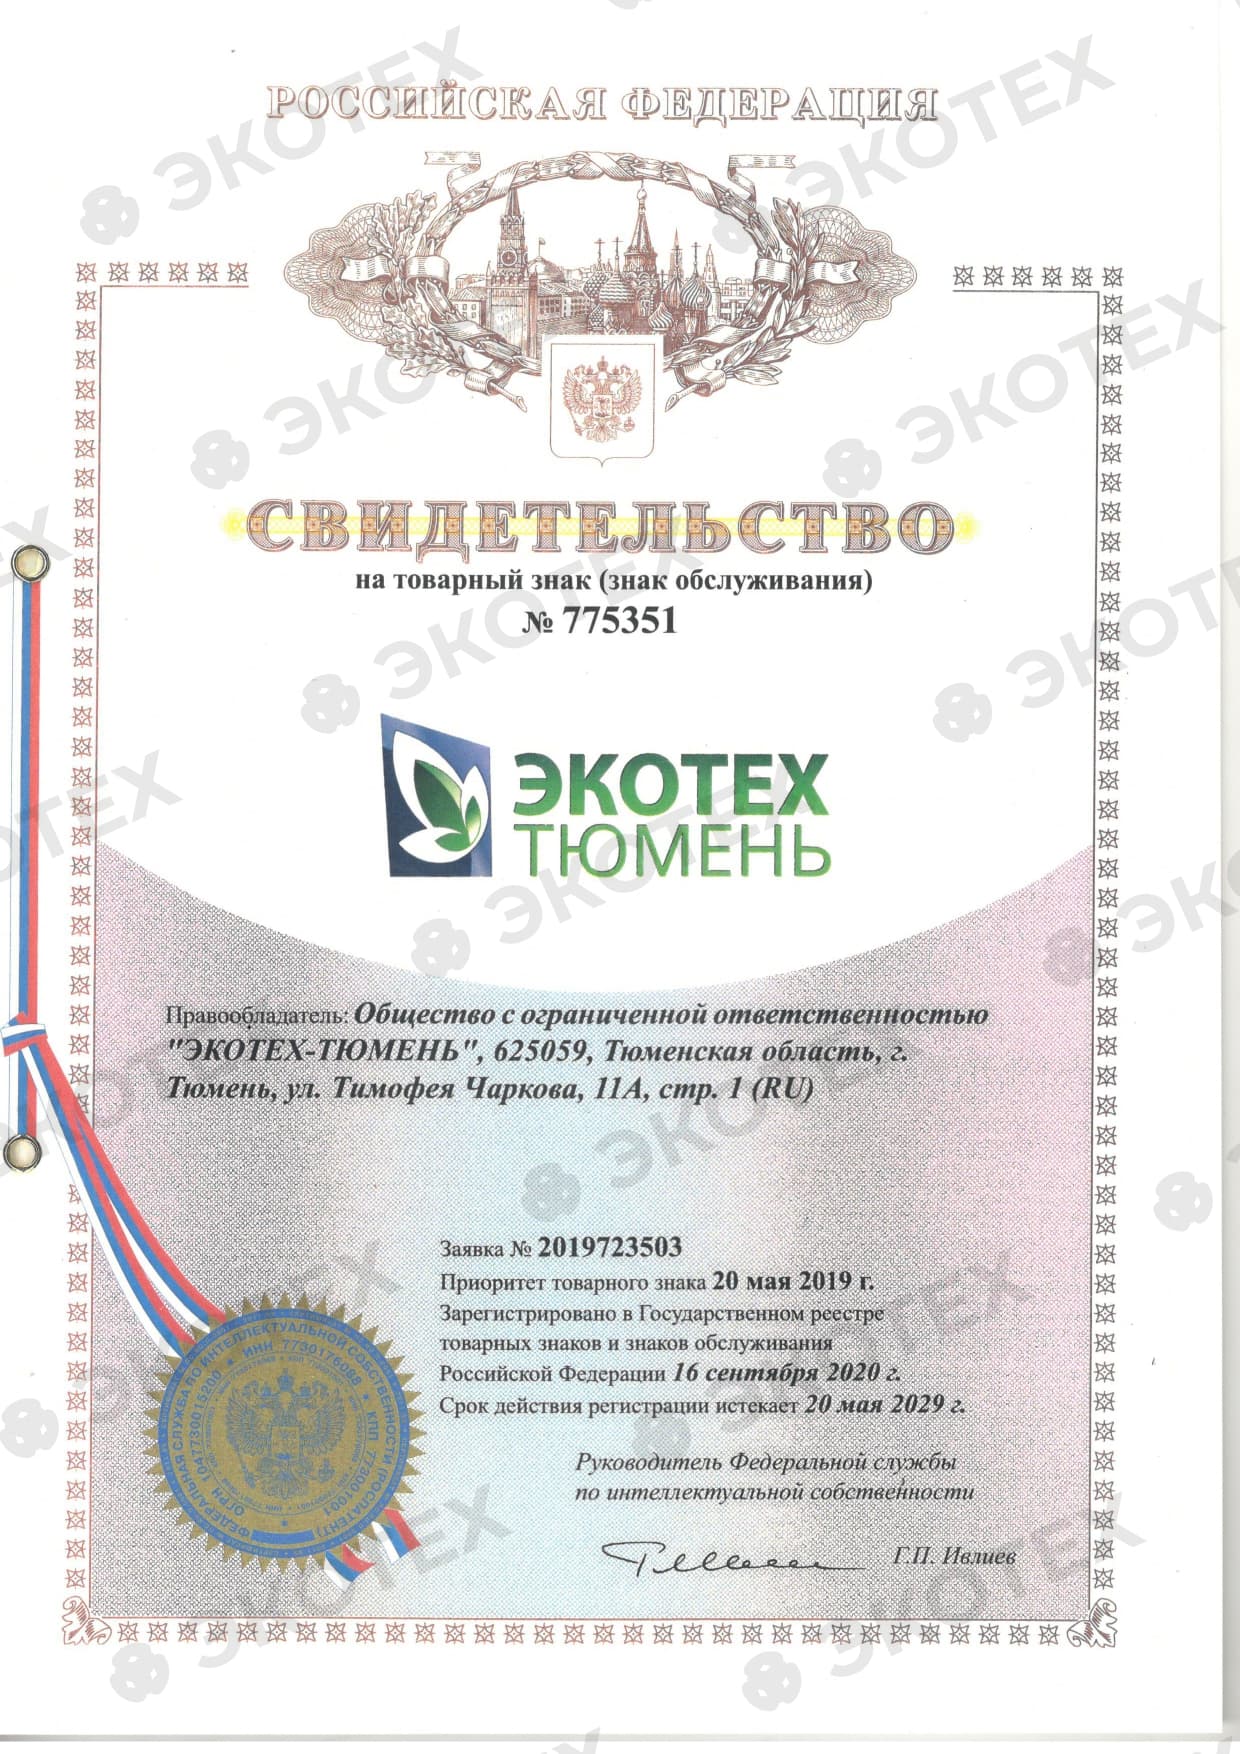 РОССИЙСКАЯ ФЕДЕРАЦИЯ
СВИДЕТЕЛЬСТВО
на товарный знак (знак обслуживания)
№ 775351
ЭКОТЕХ
ТЮМЕНЬ
Правообладатель: Общество с ограниченной ответственностью
"ЭКОТЕХ-ТЮМЕНЬ", 625059, Тюменская область, г.
Тюмень, ул. Тимофея Чаркова, 11А, стр. 1 (RU)
Заявка № 2019723503
Приоритет товарного знака 20 мая 2019 г.
Зарегистрировано в Государственном реестре
товарных знаков и знаков обслуживания
Российской Федерации 16 сентября 2020 г.
Срок действия регистрации истекает 20 мая 2029 г.
Руководитель Федеральной службы
по интеллектуальной собственности
Г.П. Ивлиев
ФЕДЕРАЛЬНАЯ СЛУЖБА ПО ИНТЕЛЛЕКТУАЛЬНОЙ СОБСТВЕННОСТИ (РОСПАТЕНТ)
ОГРН 1047730015200 * ИНН 7730176088 * КПП 773001001
ЭКОТЕХ
ЭКОТЕХ
ЭКОТЕХ
ЭКОТЕХ
ЭКОТЕХ
ЭКОТЕХ
ЭКОТЕХ
ЭКОТЕХ